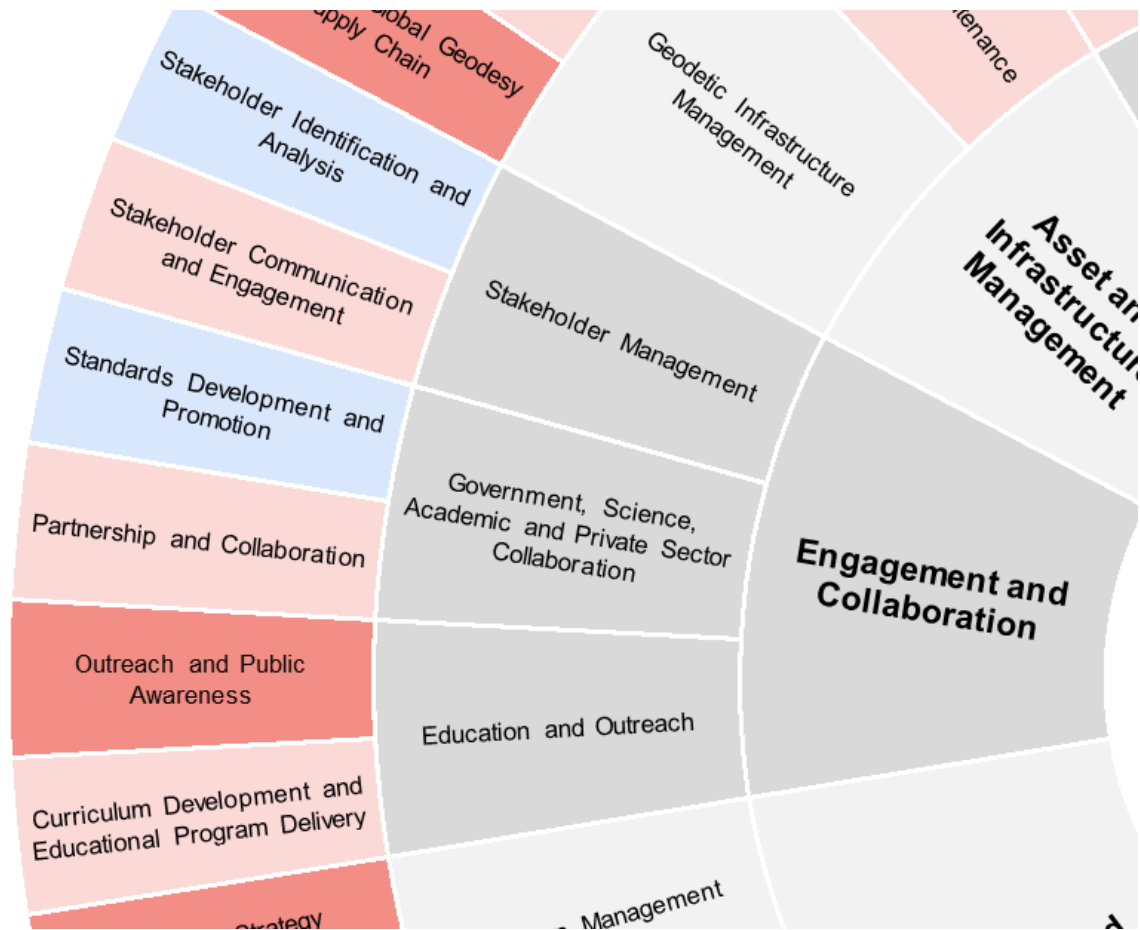 Global Geodesy
Supply Chain
Stakeholder Identification and
Analysis
Stakeholder Communication
and Engagement
Standards Development and
Promotion
Partnership and Collaboration
Outreach and Public
Awareness
Curriculum Development and
Educational Program Delivery
Strategy
Geodetic Infrastructure
Management
Stakeholder Management
Government, Science,
Academic and Private Sector
Collaboration
Education and Outreach
Management
Asset
Infrastructure
Management
Engagement and
Collaboration